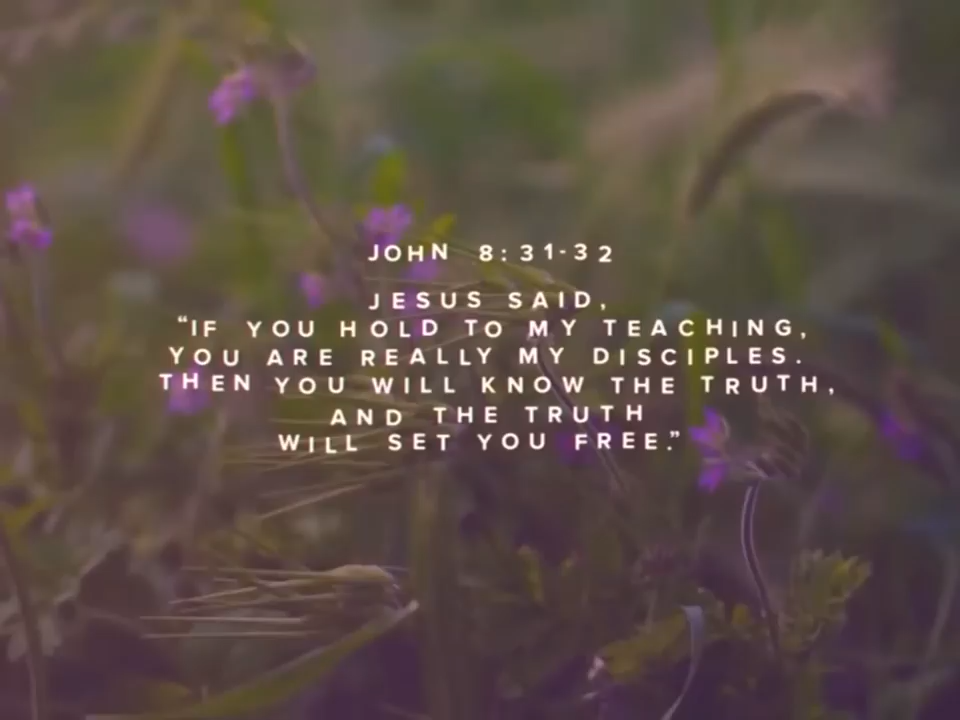 JOHN 8:31-32
JESUS SAID,
“IF YOU HOLD TO MY TEACHING,
YOU ARE REALLY MY DISCIPLES.
THEN YOU WILL KNOW THE TRUTH,
AND THE TRUTH
WILL SET YOU FREE.”